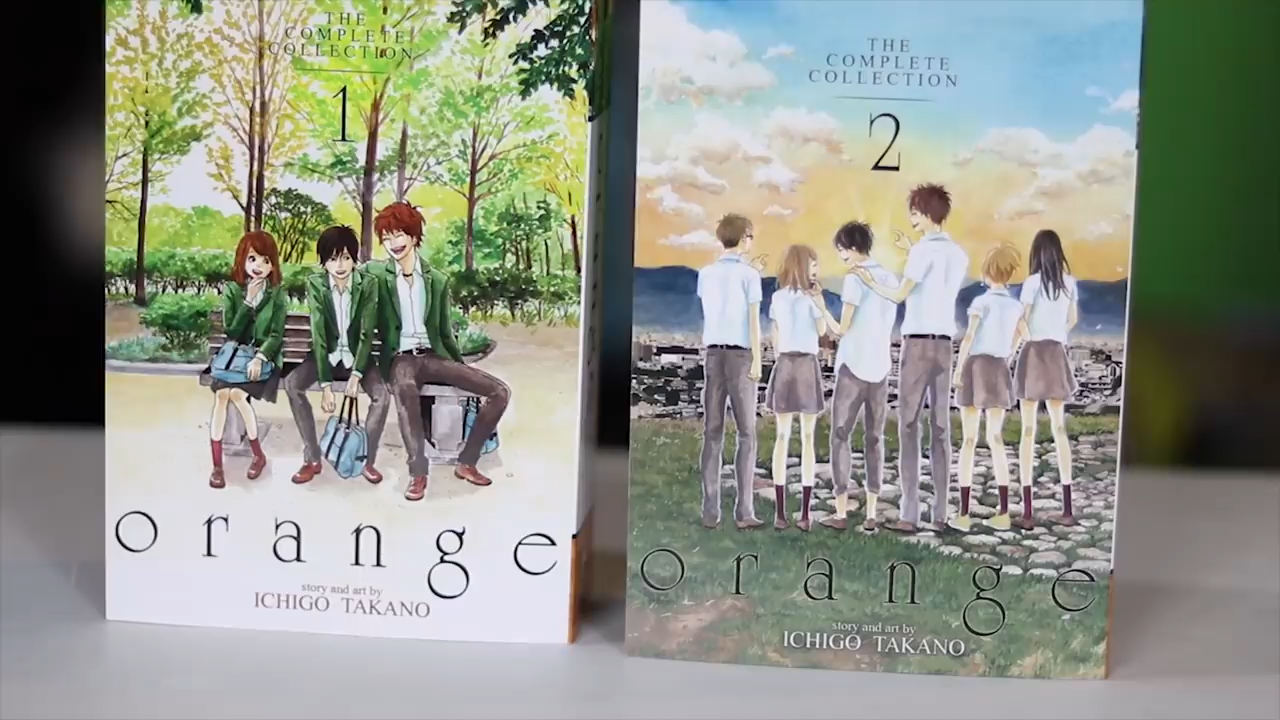 THE
COMPLETE
COLLECTION
1
orange
story and art by
ICHIGO TAKANO
THE
COMPLETE
COLLECTION
2
orange
story and art by
ICHIGO TAKANO